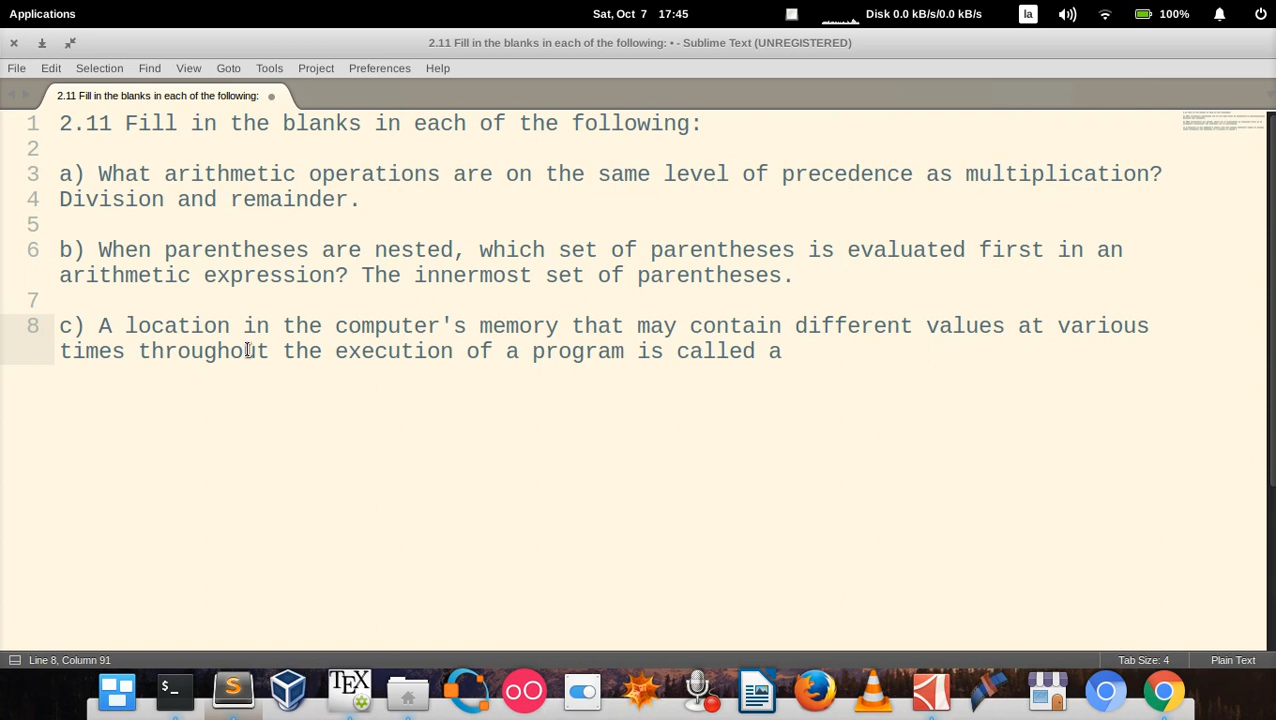 Applications Sat, Oct 7 17:45 Disk 0.0 kB/s/0.0 kB/s la 100%
2.11 Fill in the blanks in each of the following: • - Sublime Text (UNREGISTERED)
File Edit Selection Find View Goto Tools Project Preferences Help
2.11 Fill in the blanks in each of the following:
1 2.11 Fill in the blanks in each of the following:
2
3 a) What arithmetic operations are on the same level of precedence as multiplication?
4 Division and remainder.
5
6 b) When parentheses are nested, which set of parentheses is evaluated first in an
arithmetic expression? The innermost set of parentheses.
7
8 c) A location in the computer's memory that may contain different values at various
times throughout the execution of a program is called a
Line 8, Column 91 Tab Size: 4 Plain Text
>_ S TEX